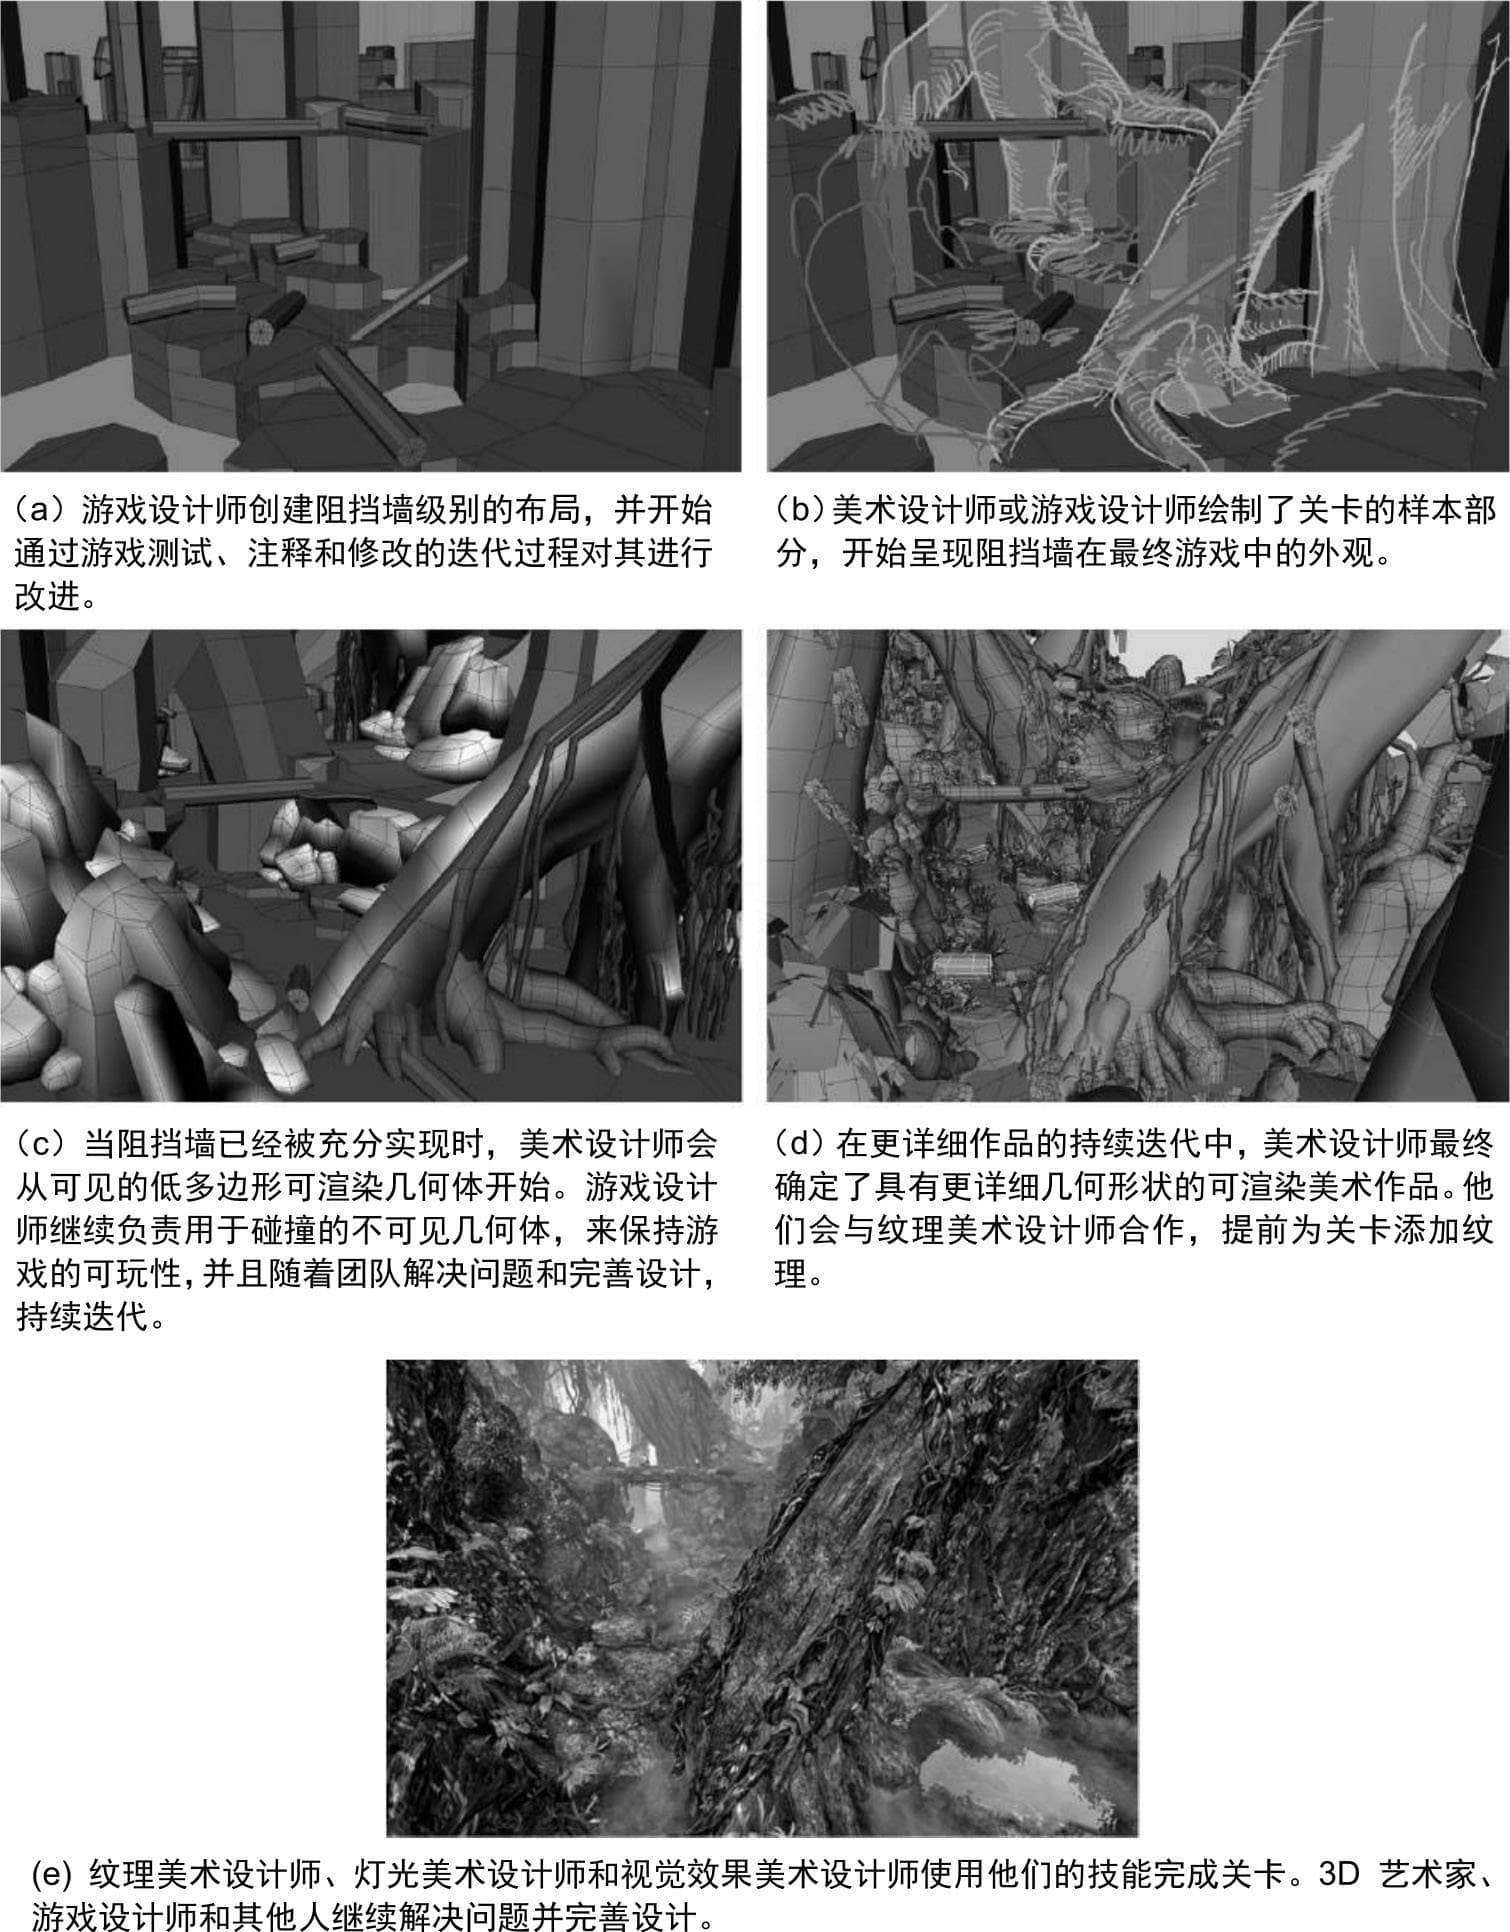 （a）游戏设计师创建阻挡墙级别的布局，并开始
通过游戏测试、注释和修改的迭代过程对其进行
改进。
（b）美术设计师或游戏设计师绘制了关卡的样本部
分，开始呈现阻挡墙在最终游戏中的外观。
（c）当阻挡墙已经被充分实现时，美术设计师会
从可见的低多边形可渲染几何体开始。游戏设计
师继续负责用于碰撞的不可见几何体，来保持游
戏的可玩性，并且随着团队解决问题和完善设计，
持续迭代。
（d）在更详细作品的持续迭代中，美术设计师最终
确定了具有更详细几何形状的可渲染美术作品。他
们会与纹理美术设计师合作，提前为关卡添加纹
理。
(e) 纹理美术设计师、灯光美术设计师和视觉效果美术设计师使用他们的技能完成关卡。3D 艺术家、
游戏设计师和其他人继续解决问题并完善设计。